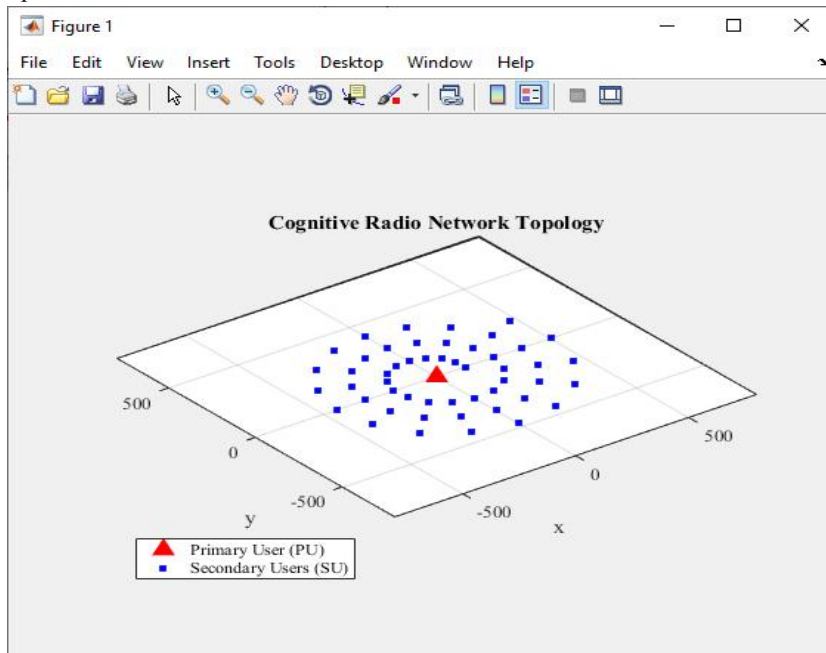 Figure 1
File Edit View Insert Tools Desktop Window Help
Cognitive Radio Network Topology
500
0
-500
y
500
0
-500
x
Primary User (PU)
Secondary Users (SU)